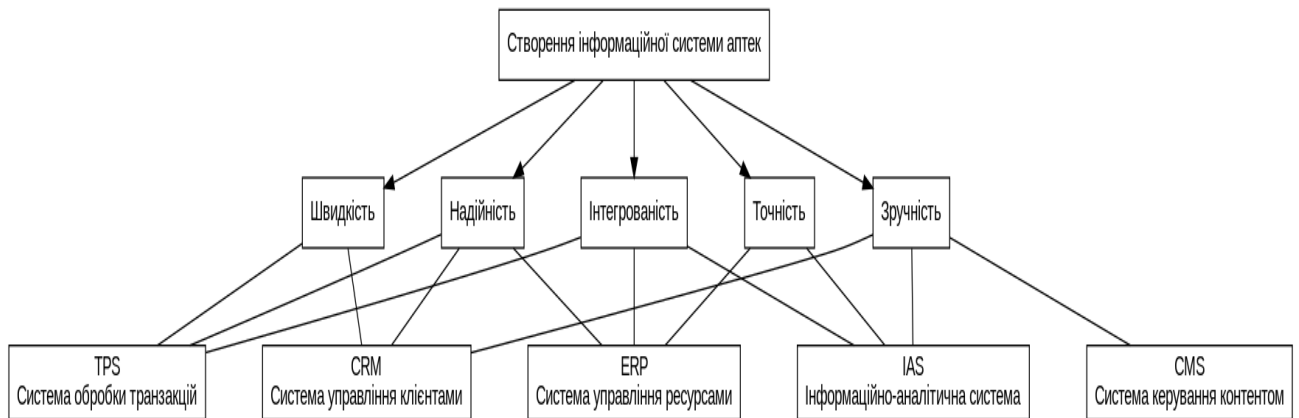 Створення інформаційної системи аптек
Швидкість
Надійність
Інтегрованість
Точність
Зручність
TPS
Система обробки транзакцій
CRM
Система управління клієнтами
ERP
Система управління ресурсами
IAS
Інформаційно-аналітична система
CMS
Система керування контентом